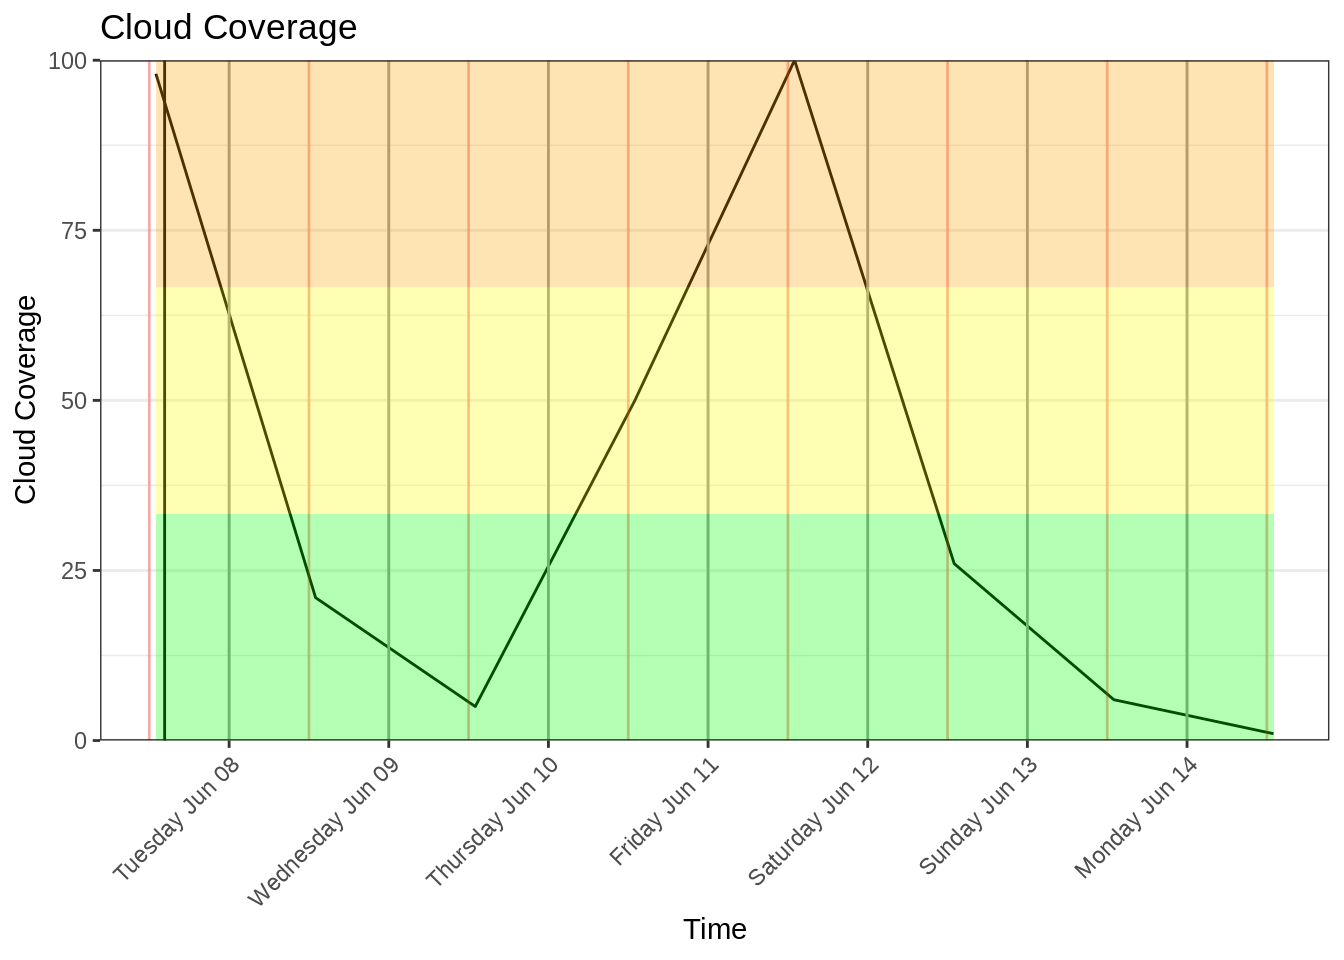 Cloud Coverage
100
75
50
25
0
Cloud Coverage
Tuesday Jun 08
Wednesday Jun 09
Thursday Jun 10
Friday Jun 11
Saturday Jun 12
Sunday Jun 13
Monday Jun 14
Time